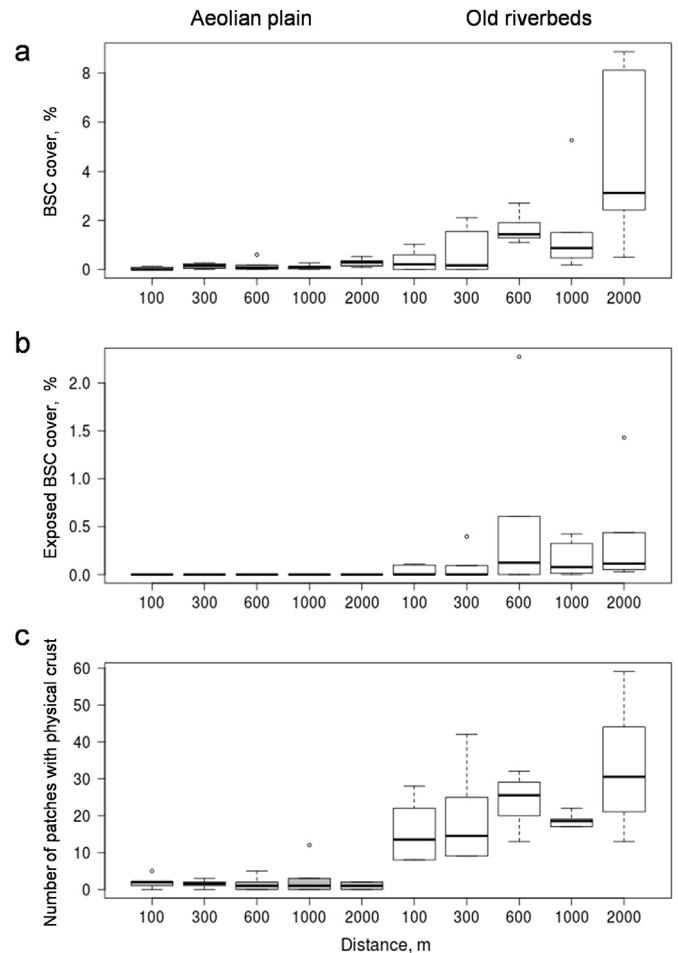 Aeolian plain Old riverbeds
a
BSC cover, %
8
6
4
2
0
100 300 600 1000 2000 100 300 600 1000 2000
b
Exposed BSC cover, %
2.0
1.5
1.0
0.5
0.0
100 300 600 1000 2000 100 300 600 1000 2000
c
Number of patches with physical crust
60
50
40
30
20
10
0
100 300 600 1000 2000 100 300 600 1000 2000
Distance, m